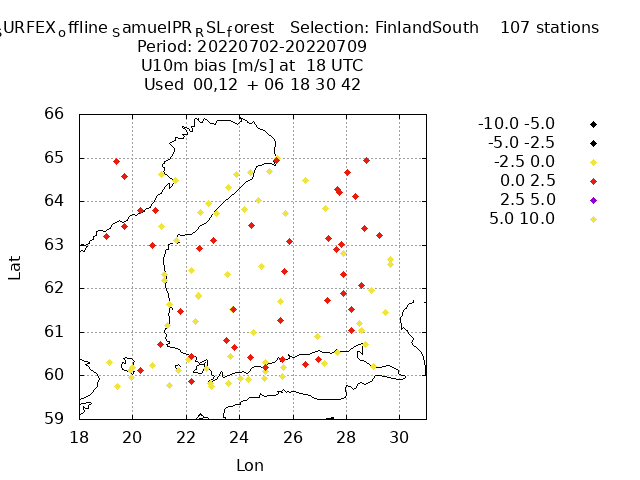 SURFEX_offline_SamuelPR_RSL_forest Selection: FinlandSouth 107 stations
Period: 20220702-20220709
U10m bias [m/s] at 18 UTC
Used 00,12 + 06 18 30 42
-10.0 -5.0
-5.0 -2.5
-2.5 0.0
0.0 2.5
2.5 5.0
5.0 10.0
66
65
64
63
62
61
60
59
Lat
18 20 22 24 26 28 30
Lon